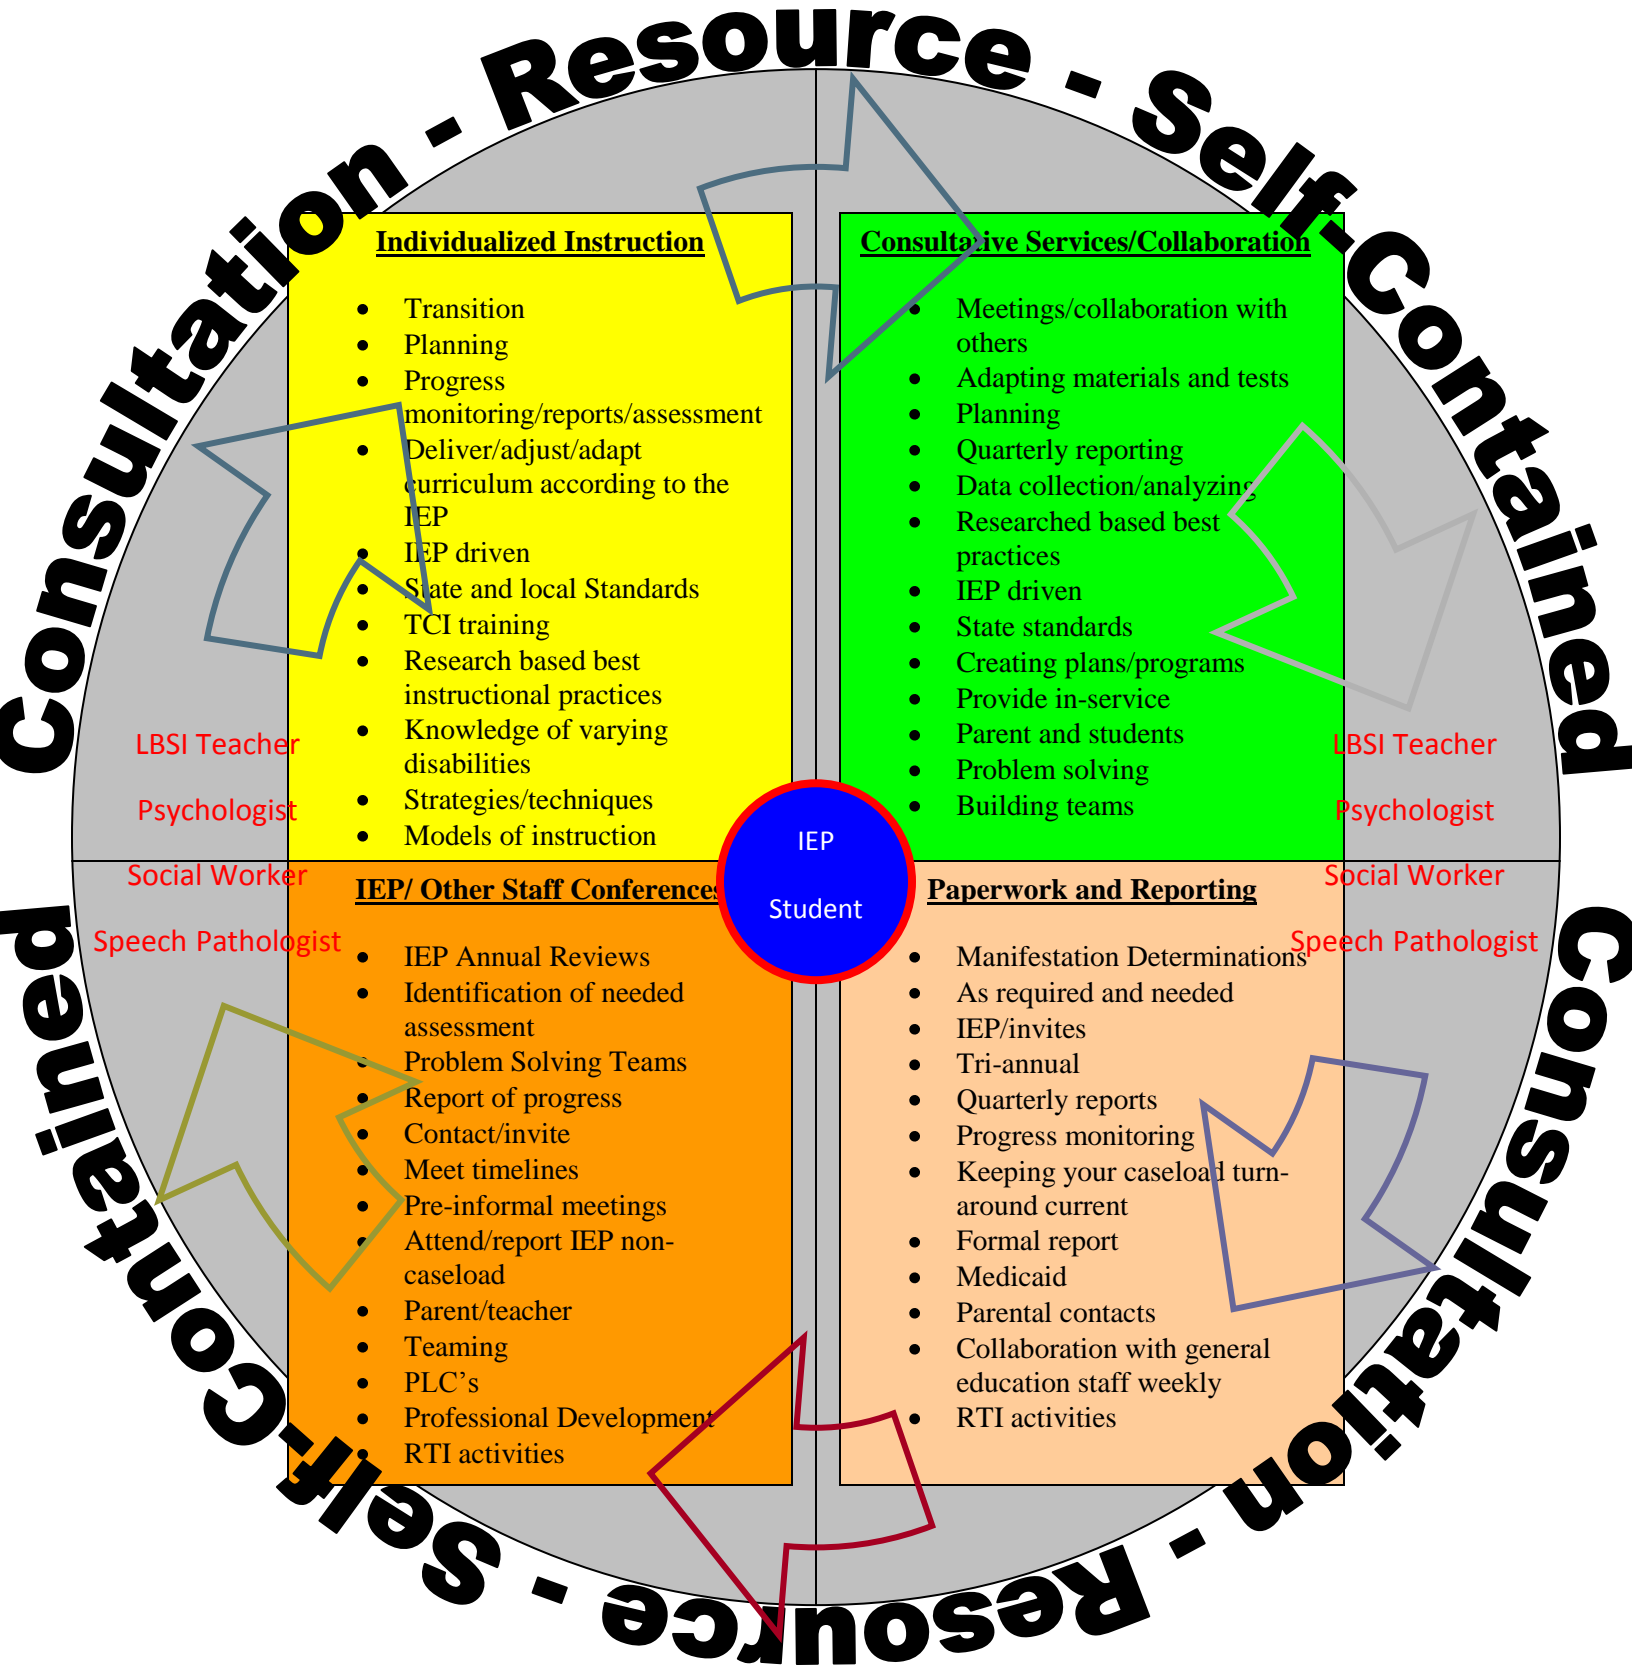 Consultation - Resource - Self-Contained
Individualized Instruction
Transition
Planning
Progress
monitoring/reports/assessment
Deliver/adjust/adapt
curriculum according to the
IEP
IEP driven
State and local Standards
TCI training
Research based best
instructional practices
Knowledge of varying
disabilities
Strategies/techniques
Models of instruction
Consultative Services/Collaboration
Meetings/collaboration with
others
Adapting materials and tests
Planning
Quarterly reporting
Data collection/analyzing
Researched based best
practices
IEP driven
State standards
Creating plans/programs
Provide in-service
Parent and students
Problem solving
Building teams
LBSI Teacher
Psychologist
Social Worker
Speech Pathologist
IEP
Student
LBSI Teacher
Psychologist
Social Worker
Speech Pathologist
IEP/ Other Staff Conferences
IEP Annual Reviews
Identification of needed
assessment
Problem Solving Teams
Report of progress
Contact/invite
Meet timelines
Pre-informal meetings
Attend/report IEP non-
caseload
Parent/teacher
Teaming
PLC’s
Professional Development
RTI activities
Paperwork and Reporting
Manifestation Determinations
As required and needed
IEP/invites
Tri-annual
Quarterly reports
Progress monitoring
Keeping your caseload turn-
around current
Formal report
Medicaid
Parental contacts
Collaboration with general
education staff weekly
RTI activities
Consultation - Resource - Self-Contained